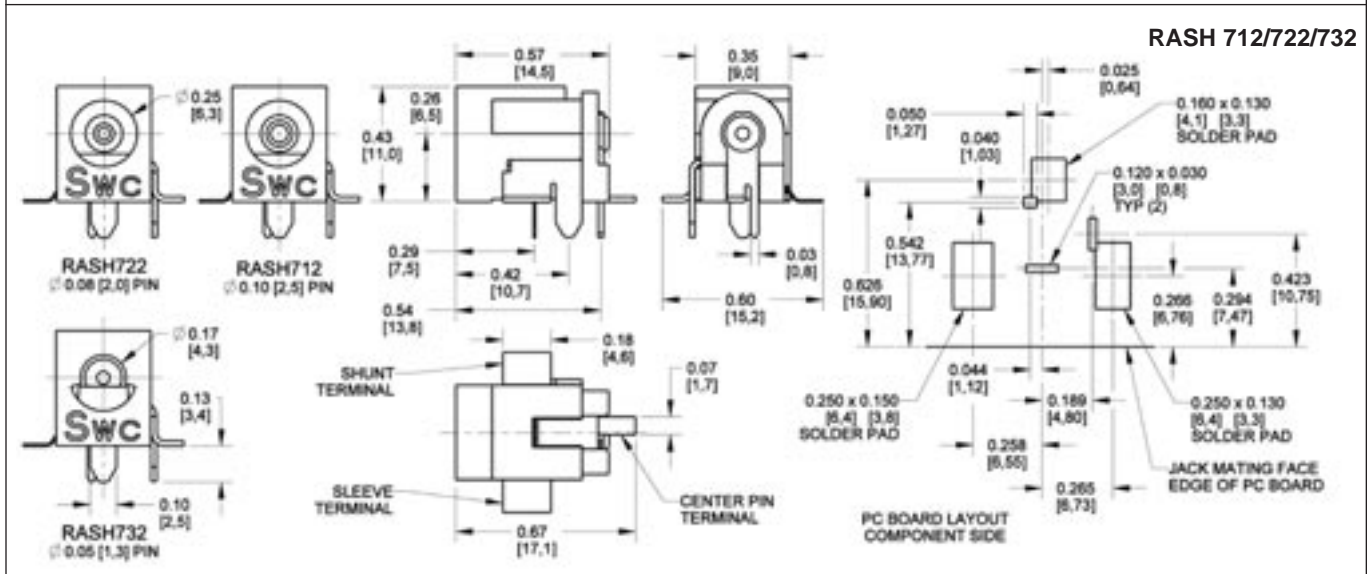 RASH 712/722/732
Ø 0.25
[6,3]
Swc
RASH722
Ø 0.08 [2,0] PIN
Swc
RASH712
Ø 0.10 [2,5] PIN
0.57
[14,5]
0.26
[6,5]
0.43
[11,0]
0.29
[7,5]
0.42
[10,7]
0.54
[13,8]
0.35
[9,0]
0.03
[0,8]
0.60
[15,2]
Ø 0.17
[4,3]
Swc
0.13
[3,4]
0.10
[2,5]
RASH732
Ø 0.05 [1,3] PIN
0.18
[4,6]
SHUNT
TERMINAL
0.07
[1,7]
SLEEVE
TERMINAL
CENTER PIN
TERMINAL
0.67
[17,1]
0.025
[0,64]
0.050
[1,27]
0.040
[1,03]
0.160 x 0.130
[4,1] [3,3]
SOLDER PAD
0.120 x 0.030
[3,0] [0,8]
TYP (2)
0.542
[13,77]
0.626
[15,90]
0.423
[10,75]
0.266
[6,76]
0.294
[7,47]
0.044
[1,12]
0.250 x 0.150
[6,4] [3,8]
SOLDER PAD
0.189
[4,80]
0.250 x 0.130
[6,4] [3,3]
SOLDER PAD
0.258
[6,55]
0.265
[6,73]
JACK MATING FACE
EDGE OF PC BOARD
PC BOARD LAYOUT
COMPONENT SIDE